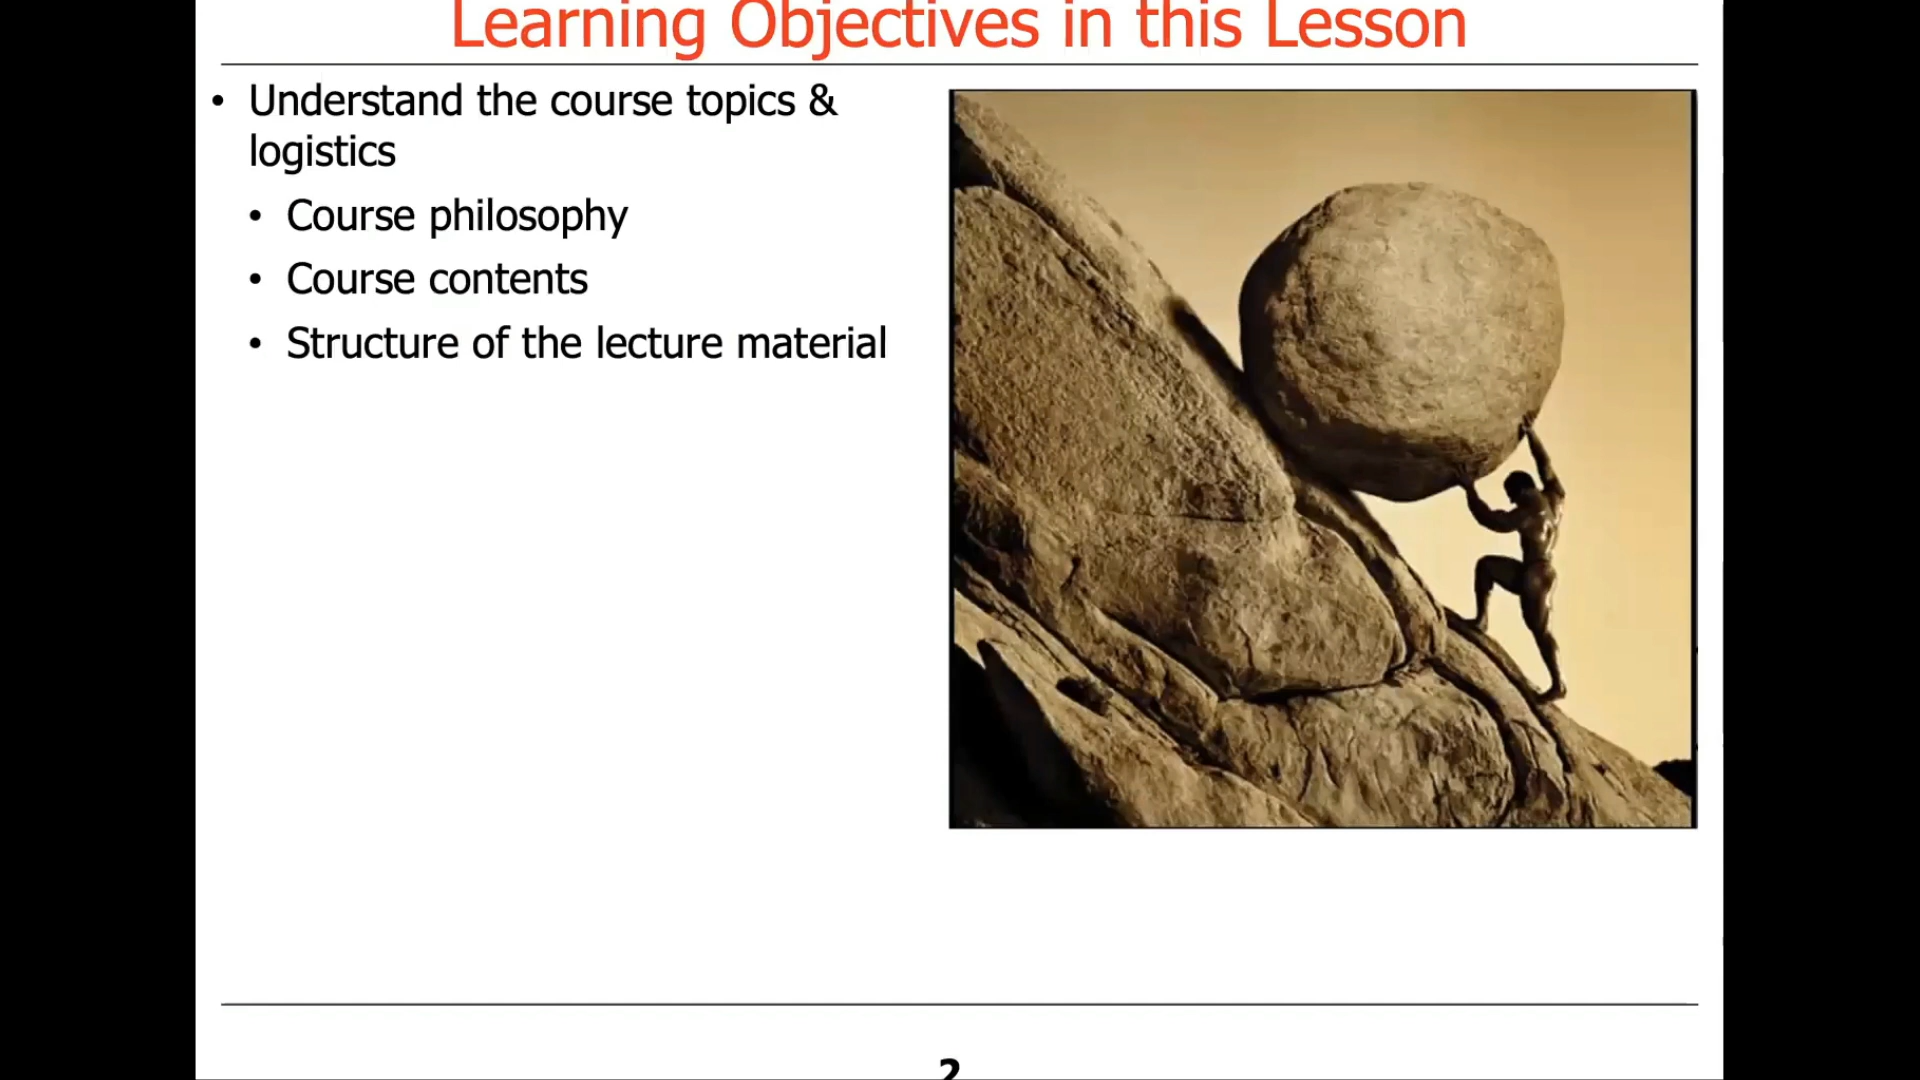 Learning Objectives in this Lesson
• Understand the course topics &
logistics
• Course philosophy
• Course contents
• Structure of the lecture material
2